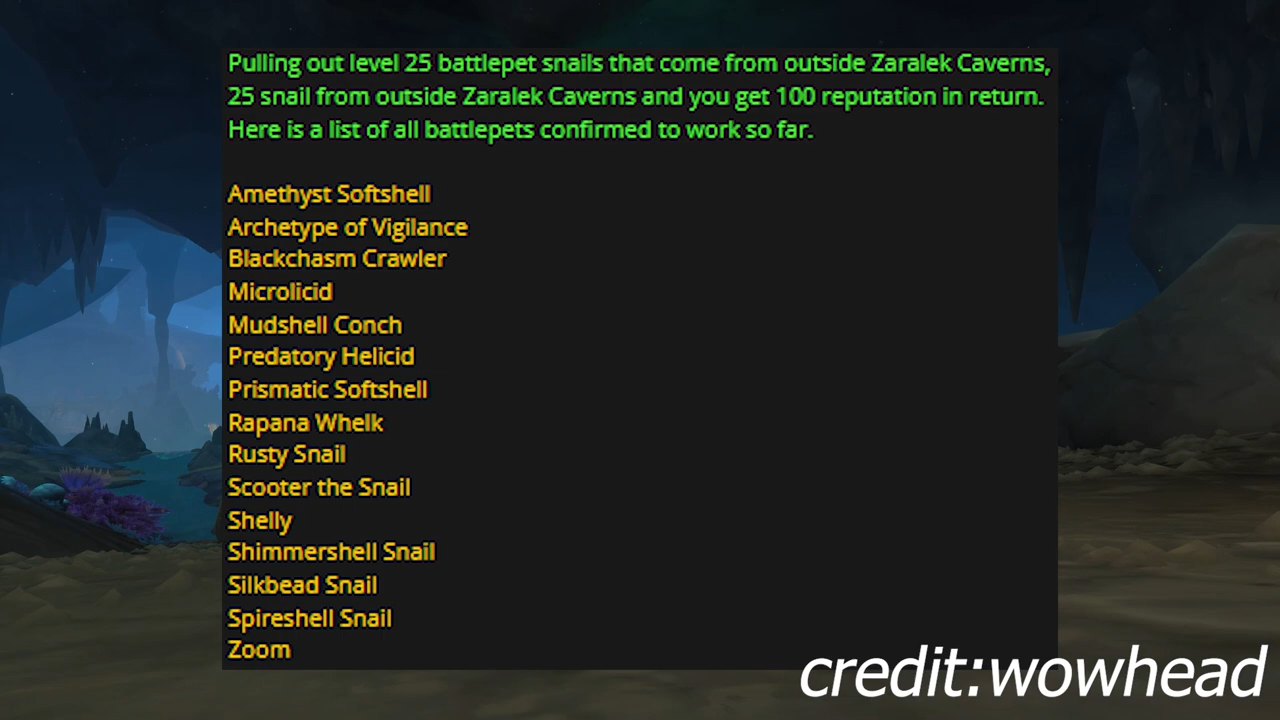 Pulling out level 25 battlepet snails that come from outside Zaralek Caverns,
25 snail from outside Zaralek Caverns and you get 100 reputation in return.
Here is a list of all battlepets confirmed to work so far.
Amethyst Softshell
Archetype of Vigilance
Blackchasm Crawler
Microlicid
Mudshell Conch
Predatory Helicid
Prismatic Softshell
Rapana Whelk
Rusty Snail
Scooter the Snail
Shelly
Shimmershell Snail
Silkbead Snail
Spireshell Snail
Zoom
credit:wowhead